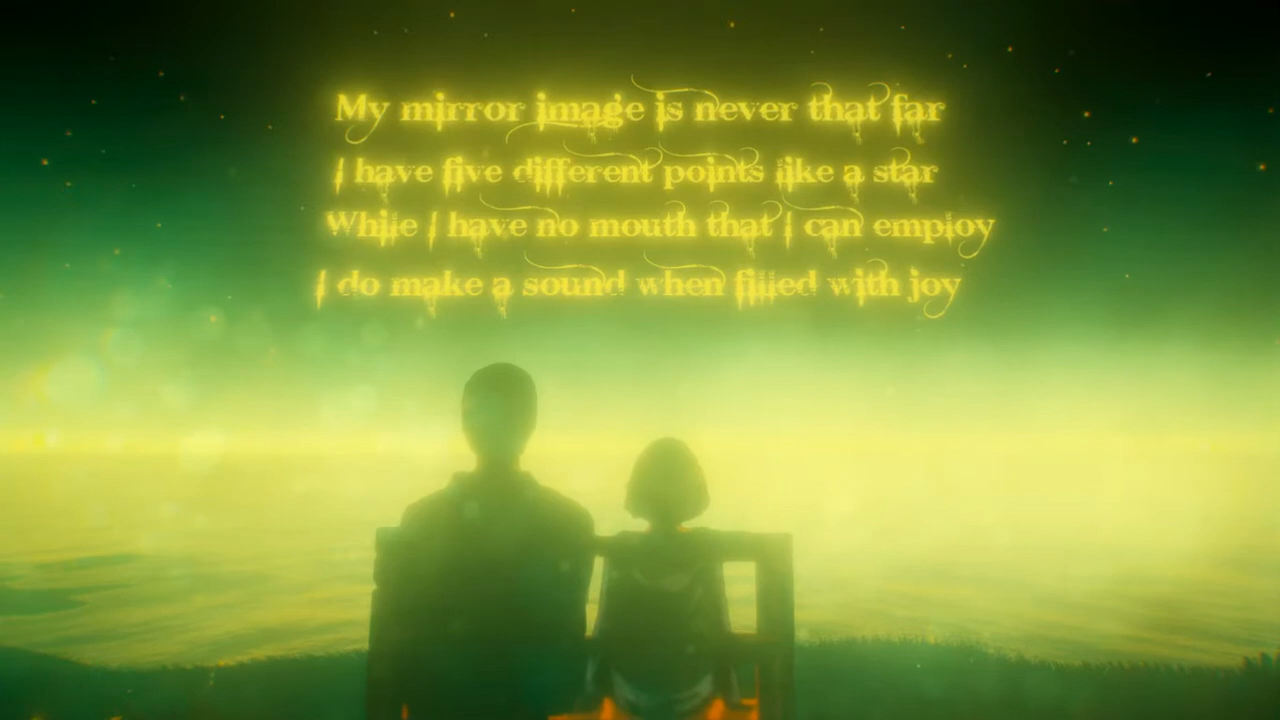 My mirror image is never that far
I have five different points like a star
While I have no mouth that I can employ
I do make a sound when filled with joy